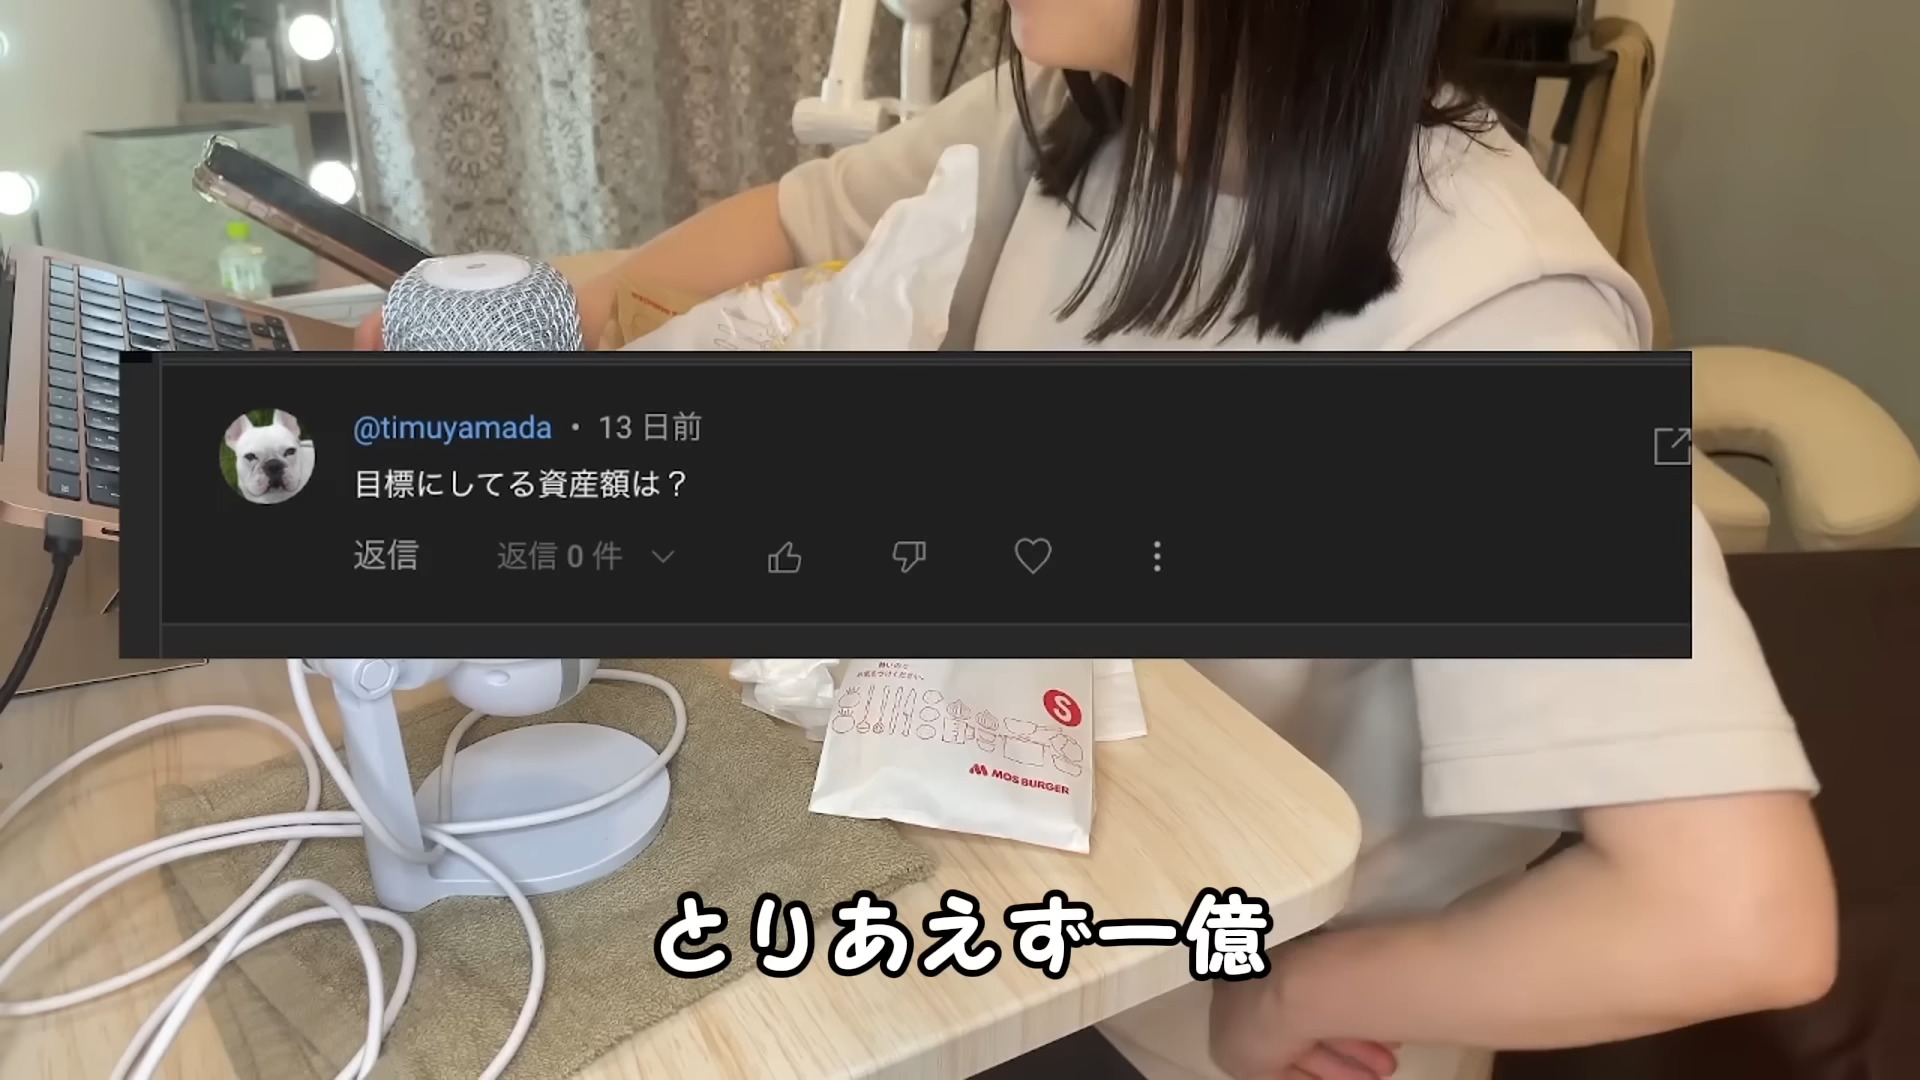 @timuyamada ・ 13 日前
目標にしてる資産額は？
返信 返信 0 件
S
MOS BURGER
とりあえず一億